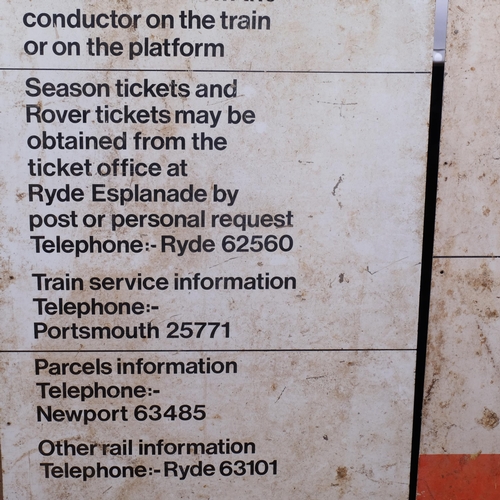 conductor on the train
or on the platform
Season tickets and
Rover tickets may be
obtained from the
ticket office at
Ryde Esplanade by
post or personal request
Telephone:- Ryde 62560
Train service information
Telephone:-
Portsmouth 25771
Parcels information
Telephone:-
Newport 63485
Other rail information
Telephone:- Ryde 63101